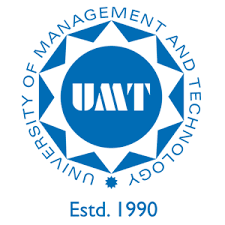 UNIVERSITY OF MANAGEMENT AND TECHNOLOGY
UMT
Estd. 1990